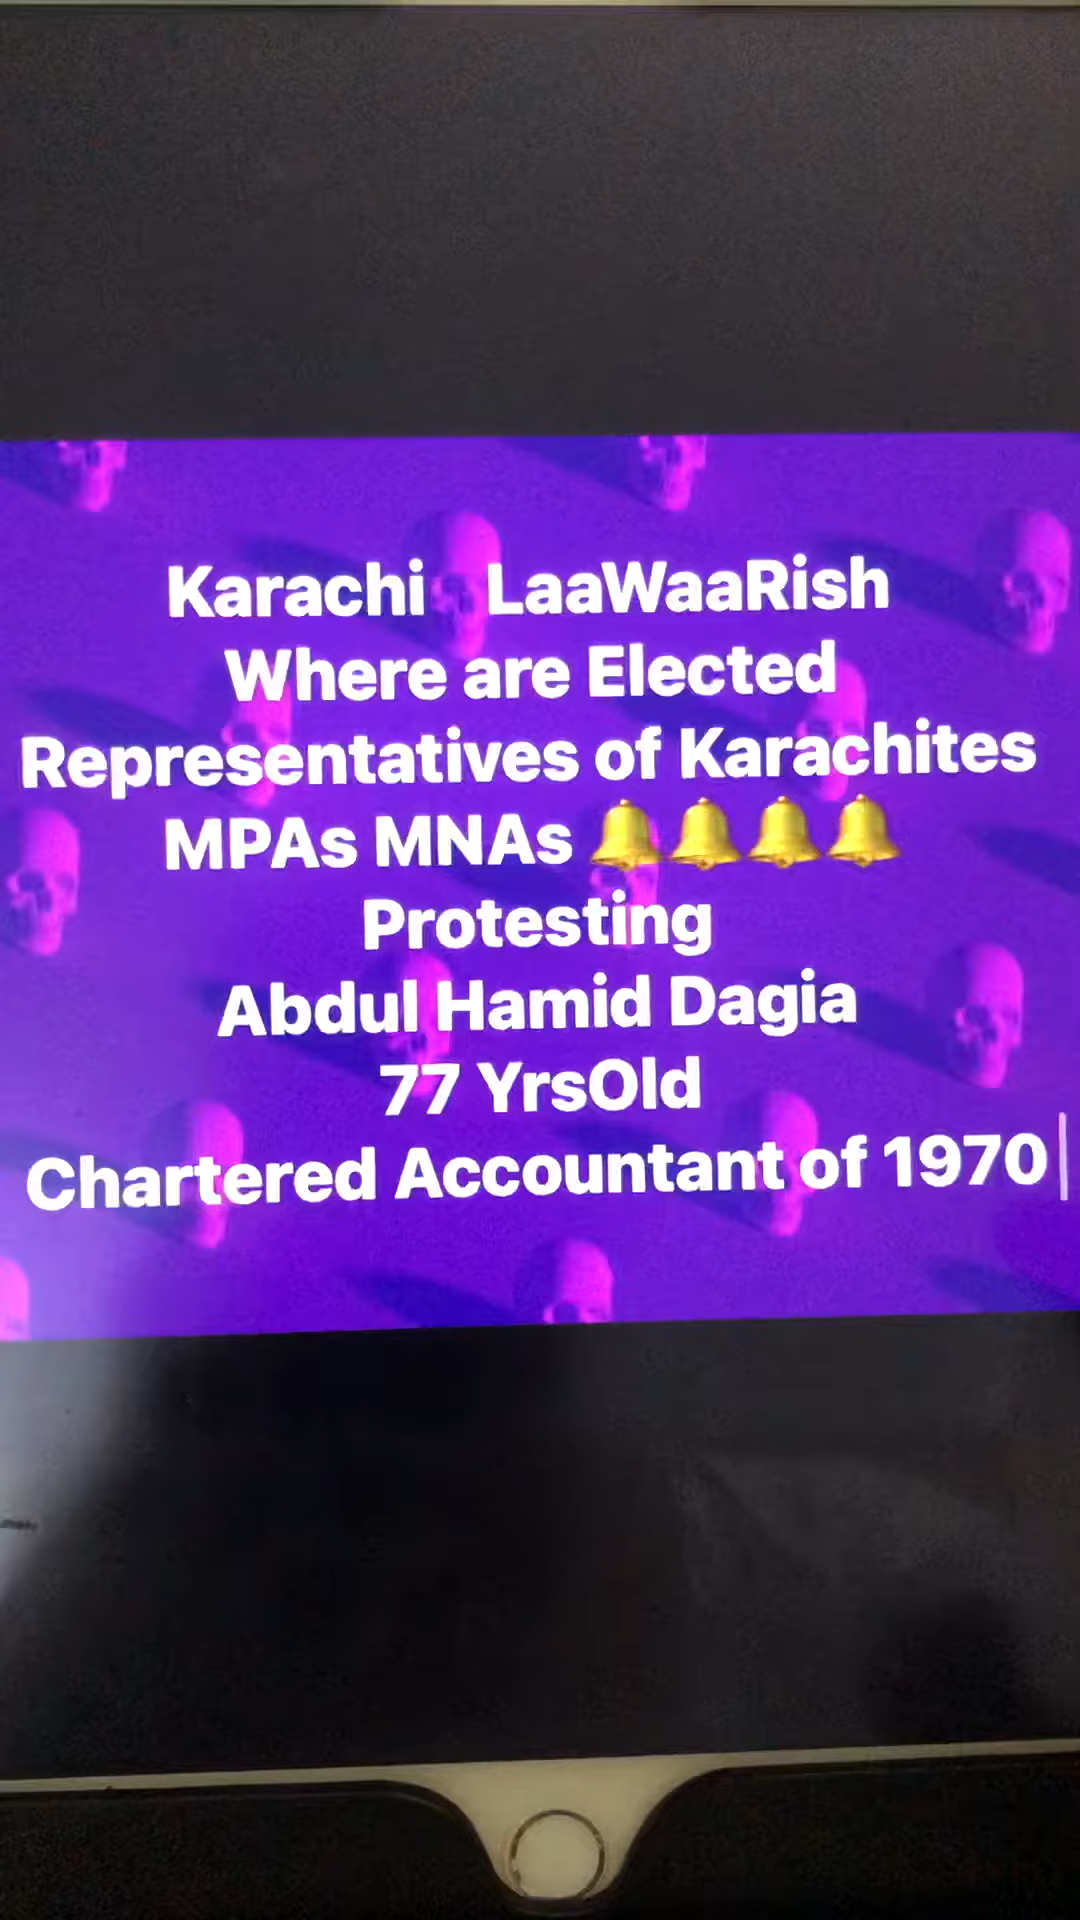 Karachi LaaWaaRish
Where are Elected
Representatives of Karachites
MPAs MNAs 🔔🔔🔔🔔
Protesting
Abdul Hamid Dagia
77 YrsOld
Chartered Accountant of 1970